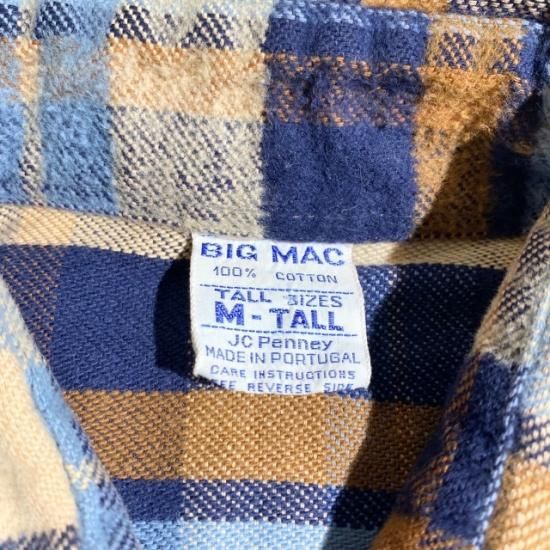 BIG MAC
100% COTTON
TALL SIZES
M-TALL
JC Penney
MADE IN PORTUGAL
CARE INSTRUCTIONS
SEE REVERSE SIDE